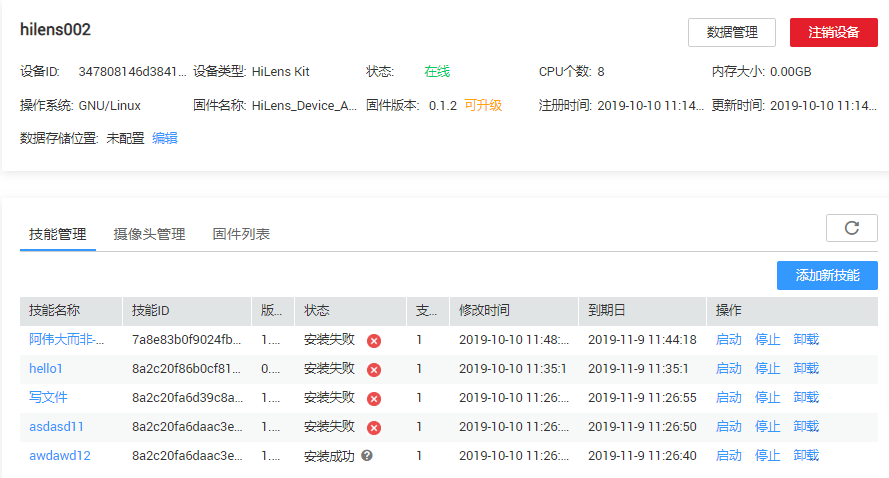 hilens002
数据管理 注销设备
设备ID: 347808146d3841... 设备类型: HiLens Kit 状态: 在线 CPU个数: 8 内存大小: 0.00GB
操作系统: GNU/Linux 固件名称: HiLens_Device_A... 固件版本: 0.1.2 可升级 注册时间: 2019-10-10 11:14... 更新时间: 2019-10-10 11:14...
数据存储位置: 未配置 编辑
技能管理 摄像头管理 固件列表
添加新技能
技能名称 技能ID 版... 状态 支... 修改时间 到期日 操作
阿伟大而非-... 7a8e83b0f9024fb... 1.... 安装失败 1 2019-10-10 11:48:... 2019-11-9 11:44:18 启动 停止 卸载
hello1 8a2c20f86b0cf81... 0.... 安装失败 1 2019-10-10 11:35:1 2019-11-9 11:35:1 启动 停止 卸载
写文件 8a2c20fa6d39c8a... 1.... 安装失败 1 2019-10-10 11:26:... 2019-11-9 11:26:55 启动 停止 卸载
asdasd11 8a2c20fa6daac3e... 1.... 安装失败 1 2019-10-10 11:26:... 2019-11-9 11:26:50 启动 停止 卸载
awdawd12 8a2c20fa6daac3e... 1.... 安装成功 ? 1 2019-10-10 11:26:... 2019-11-9 11:26:40 启动 停止 卸载